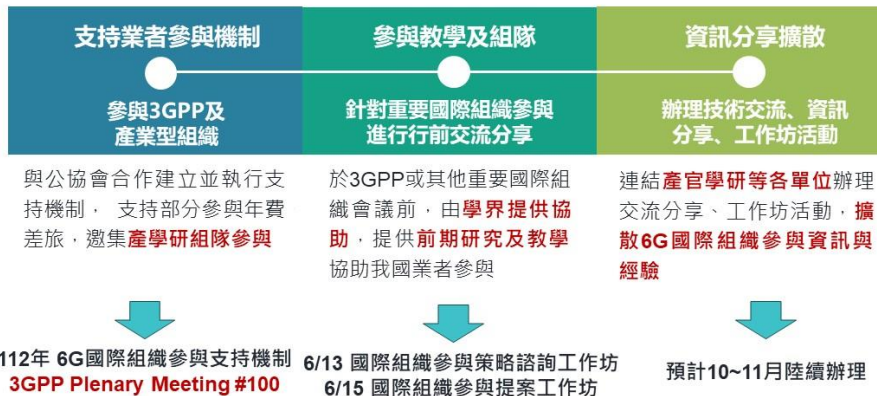 支持業者參與機制
參與3GPP及
產業型組織
與公協會合作建立並執行支
持機制， 支持部分參與年費
差旅，邀集產學研組隊參與
112年 6G國際組織參與支持機制
3GPP Plenary Meeting #100
參與教學及組隊
針對重要國際組織參與
進行行前交流分享
於3GPP或其他重要國際組
織會議前，由學界提供協
助，提供前期研究及教學
協助我國業者參與
6/13 國際組織參與策略諮詢工作坊
6/15 國際組織參與提案工作坊
資訊分享擴散
辦理技術交流、資訊
分享、工作坊活動
連結產官學研等各單位辦理
交流分享、工作坊活動，擴
散6G國際組織參與資訊與
經驗
預計10~11月陸續辦理